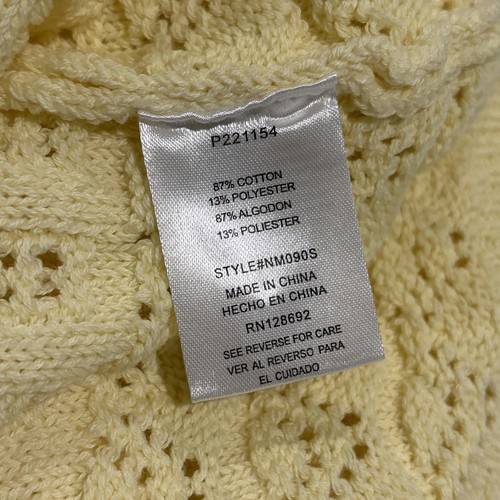 P221154
87% COTTON
13% POLYESTER
87% ALGODON
13% POLIESTER
STYLE#NM090S
MADE IN CHINA
HECHO EN CHINA
RN128692
SEE REVERSE FOR CARE
VER AL REVERSO PARA
EL CUIDADO